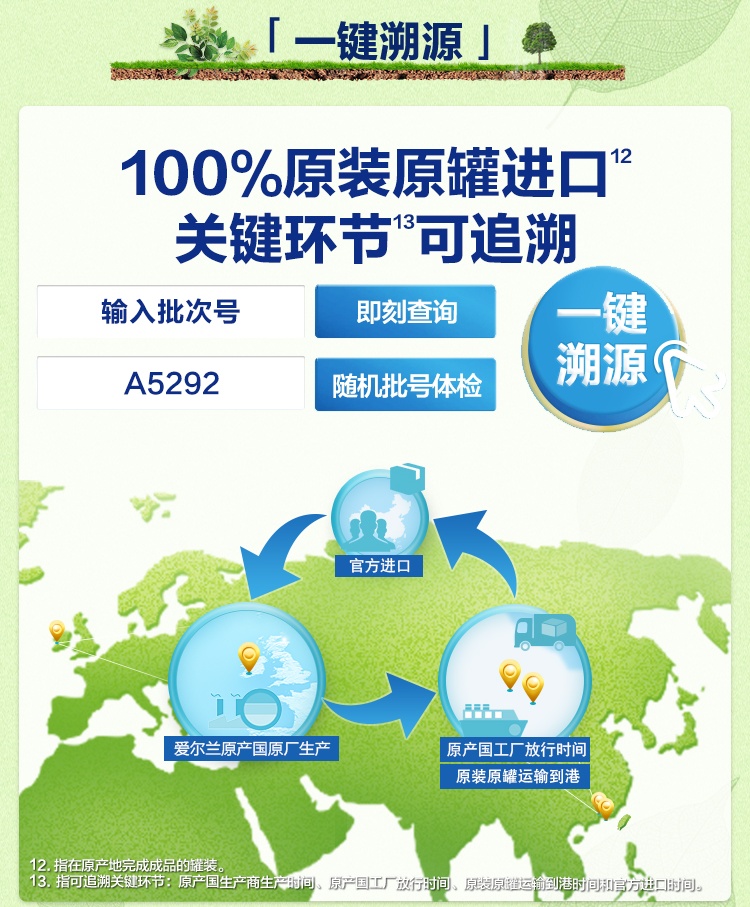 「一键溯源」
100%原装原罐进口12
关键环节13可追溯
输入批次号
即刻查询
一键
溯源
A5292
随机批号体检
官方进口
爱尔兰原产国原厂生产
原产国工厂放行时间
原装原罐运输到港
12. 指在原产地完成成品的罐装。
13. 指可追溯关键环节：原产国生产商生产时间、原产国工厂放行时间、原装原罐运输到港时间和官方进口时间。